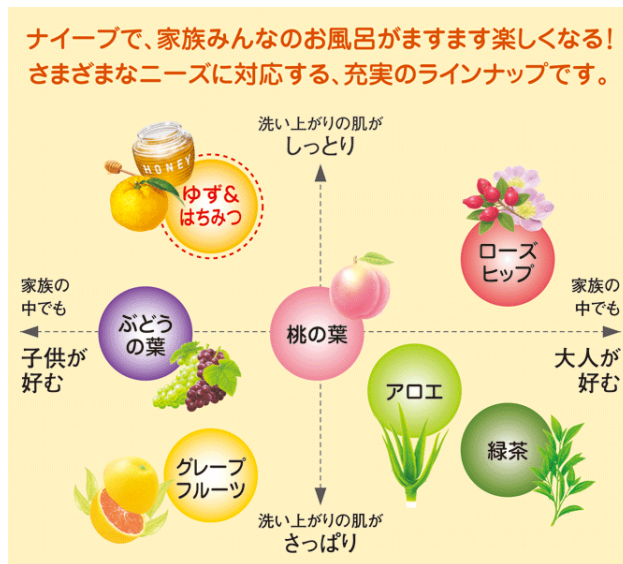 ナイーブで、家族みんなのお風呂がますます楽しくなる!
さまざまなニーズに対応する、充実のラインナップです。
洗い上がりの肌が
しっとり
HONEY
ゆず&
はちみつ
ローズ
ヒップ
家族の
中でも
子供が
好む
ぶどう
の葉
桃の葉
家族の
中でも
大人が
好む
アロエ
緑茶
グレープ
フルーツ
洗い上がりの肌が
さっぱり